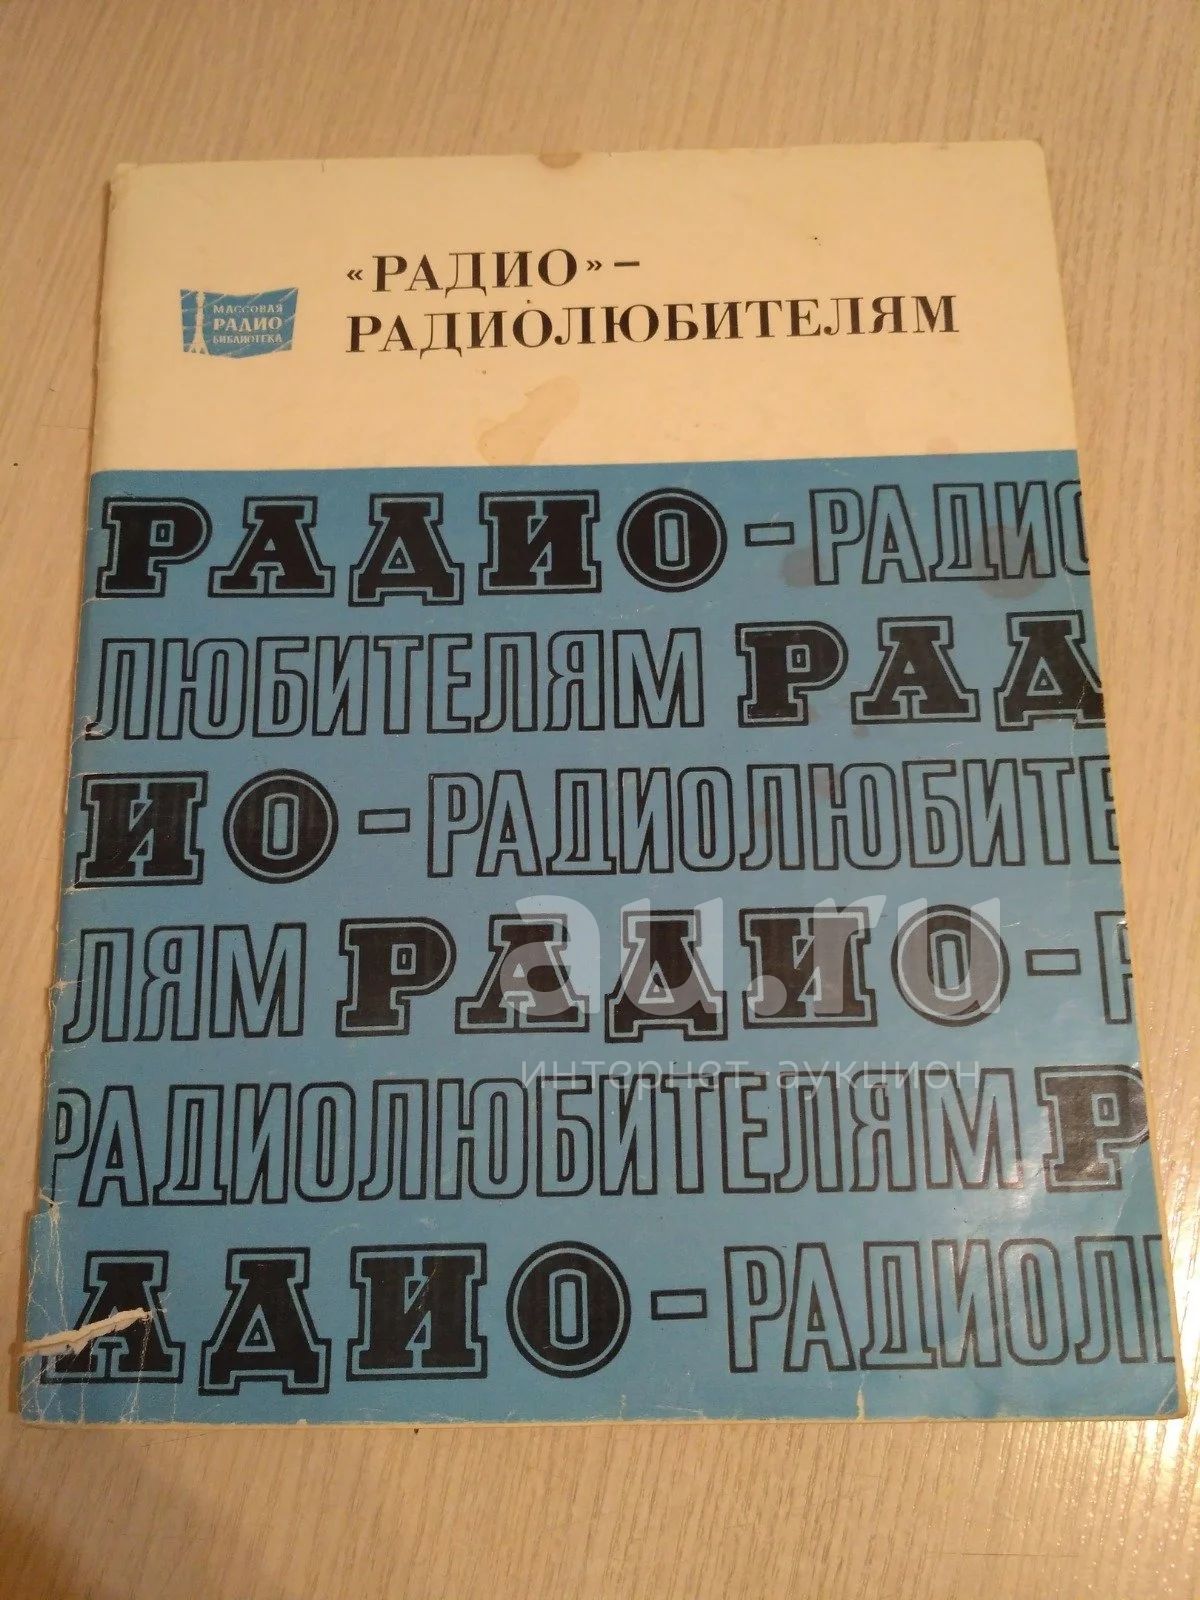 «РАДИО» –
РАДИОЛЮБИТЕЛЯМ
МАССОВАЯ
РАДИО
БИБЛИОТЕКА
РАДИО-РАДИО
ЛЮБИТЕЛЯМ РАД
ИО-РАДИОЛЮБИТЕ
ЛЯМ РАДИО-Р
РАДИОЛЮБИТЕЛЯМ Р
АДИО-РАДИОЛ
au.ru
интернет аукцион